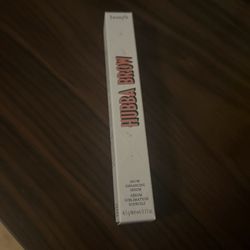 benefit
HUBBA BROW
BROW
ENHANCING
SERUM
SÉRUM
SUBLIMATEUR
SOURCILS